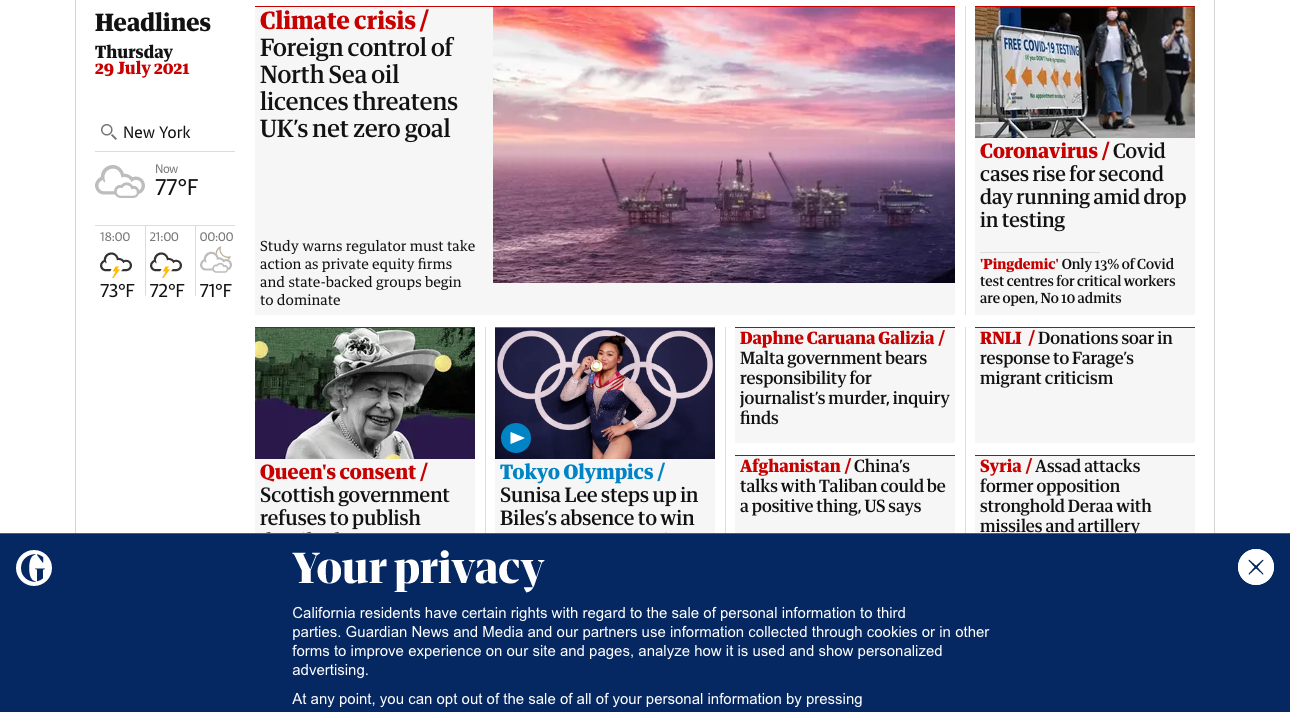 Headlines
Thursday
29 July 2021
New York
Now
77°F
18:00
21:00
00:00
73°F
72°F
71°F
Climate crisis /
Foreign control of
North Sea oil
licences threatens
UK’s net zero goal
Study warns regulator must take
action as private equity firms
and state-backed groups begin
to dominate
FREE COVID-19 TESTING
Coronavirus / Covid
cases rise for second
day running amid drop
in testing
'Pingdemic' Only 13% of Covid
test centres for critical workers
are open, No 10 admits
Queen's consent /
Scottish government
refuses to publish
Tokyo Olympics /
Sunisa Lee steps up in
Biles’s absence to win
Daphne Caruana Galizia /
Malta government bears
responsibility for
journalist’s murder, inquiry
finds
RNLI / Donations soar in
response to Farage’s
migrant criticism
Afghanistan / China’s
talks with Taliban could be
a positive thing, US says
Syria / Assad attacks
former opposition
stronghold Deraa with
missiles and artillery
G
Your privacy
California residents have certain rights with regard to the sale of personal information to third
parties. Guardian News and Media and our partners use information collected through cookies or in other
forms to improve experience on our site and pages, analyze how it is used and show personalized
advertising.
At any point, you can opt out of the sale of all of your personal information by pressing